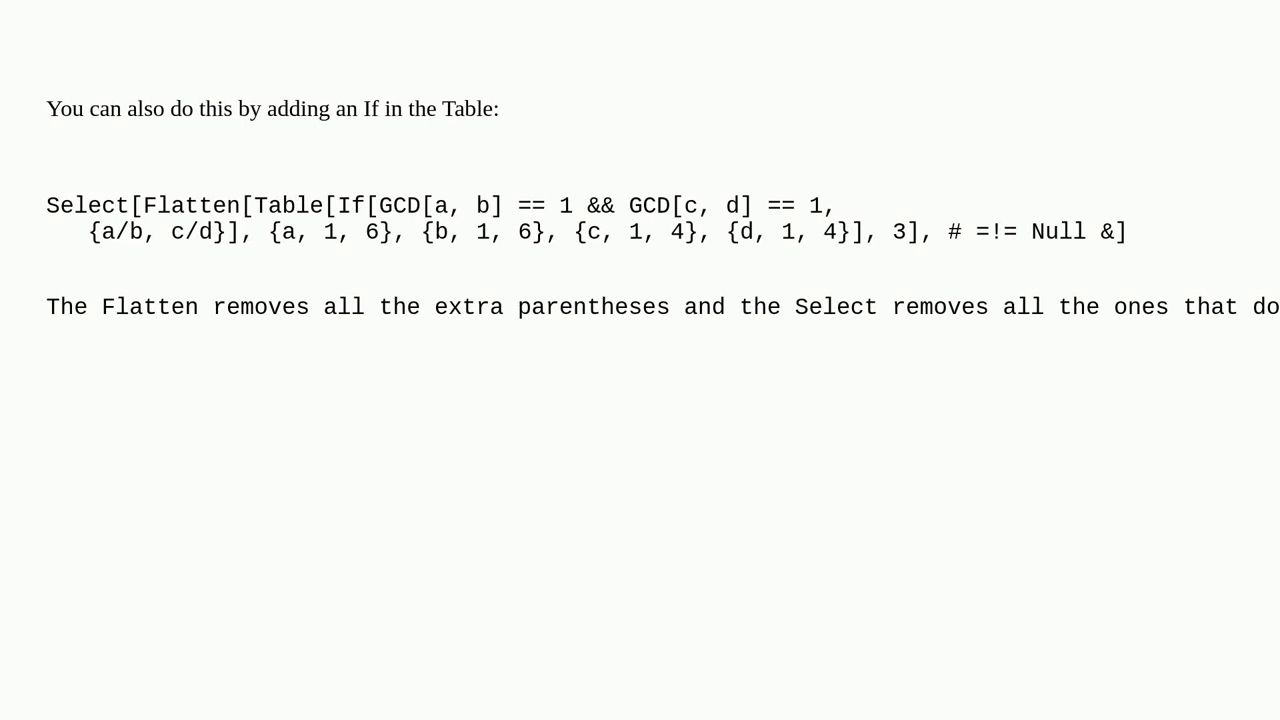 You can also do this by adding an If in the Table:
Select[Flatten[Table[If[GCD[a, b] == 1 && GCD[c, d] == 1,
{a/b, c/d}], {a, 1, 6}, {b, 1, 6}, {c, 1, 4}, {d, 1, 4}], 3], # =!= Null &]
The Flatten removes all the extra parentheses and the Select removes all the ones that do